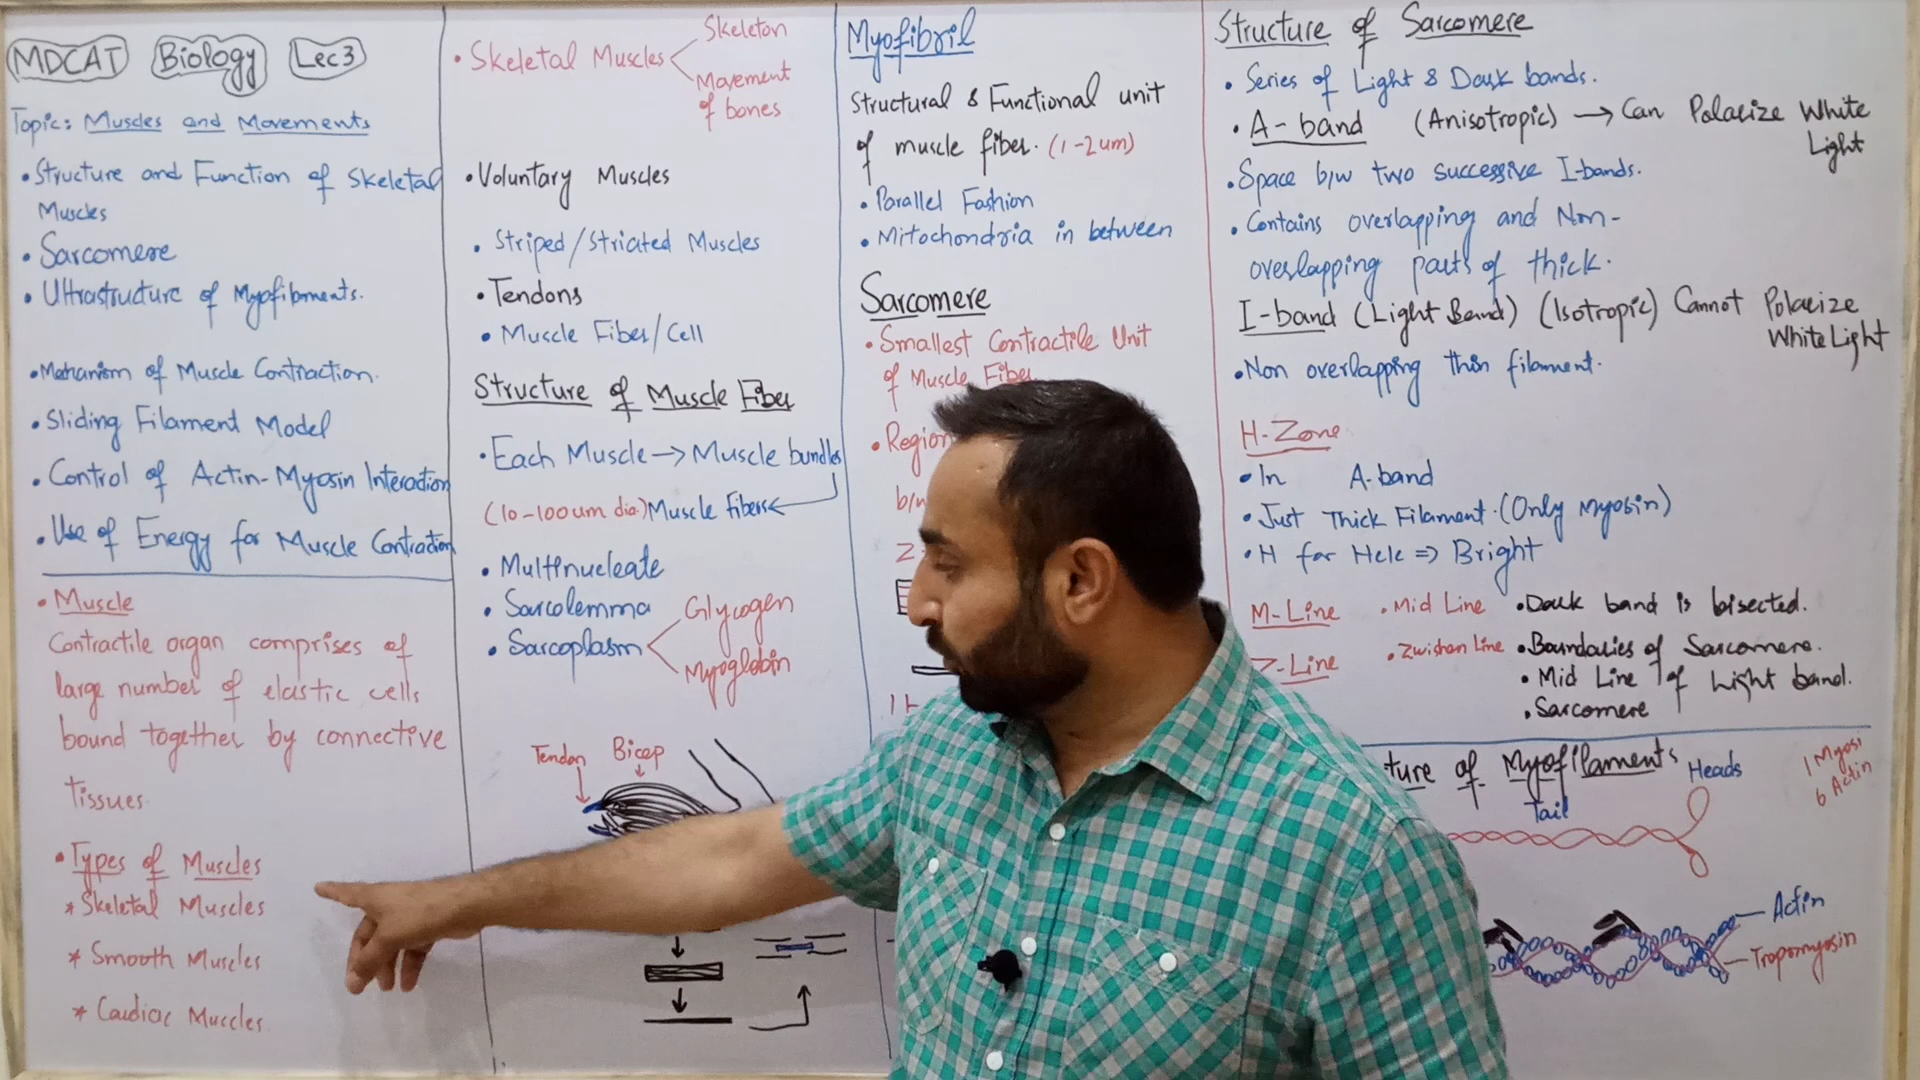 MDCAT Biology Lec3
Topic: Muscles and Movements
• Structure and Function of Skeletal
Muscles
• Sarcomere
• Ultrastructure of Myofilaments.
• Mechanism of Muscle Contraction.
• Sliding Filament Model
• Control of Actin-Myosin Interaction
• Use of Energy for Muscle Contraction
• Muscle
Contractile organ comprises of
large number of elastic cells
bound together by connective
tissues.
• Types of Muscles
* Skeletal Muscles
* Smooth Muscles
* Cardiac Muscles
• Skeletal Muscles
Skeleton
Movement
of bones
• Voluntary Muscles
• Striped/Striated Muscles
• Tendons
• Muscle Fiber/Cell
Structure of Muscle Fiber
• Each Muscle → Muscle bundles
(10-100um dia.) Muscle fibers
• Multinucleate
• Sarcolemma
• Sarcoplasm
Glycogen
Myoglobin
Tendon Bicep
Myofibril
Structural & Functional unit
of muscle fiber. (1-2um)
• Parallel Fashion
• Mitochondria in between
Sarcomere
• Smallest Contractile Unit
of Muscle Fiber
• Region
b/w
Z
Structure of Sarcomere
• Series of Light & Dark bands.
• A-band (Anisotropic) → Can Polarize White
Light
• Space b/w two successive I-bands.
• Contains overlapping and Non-
overlapping parts of thick.
I-band (Light Band) (Isotropic) Cannot Polarize
White Light
• Non overlapping thin filament.
H-Zone
• In A-band
• Just Thick Filament. (Only Myosin)
• H for Hele ⇒ Bright
M-Line • Mid Line • Dark band is bisected.
Z-Line • Zwishan Line • Boundaries of Sarcomere.
• Mid Line of Light band.
• Sarcomere
ture of Myofilaments
Heads
Tail
1 Myosi
6 Actin
Actin
Tropomyosin